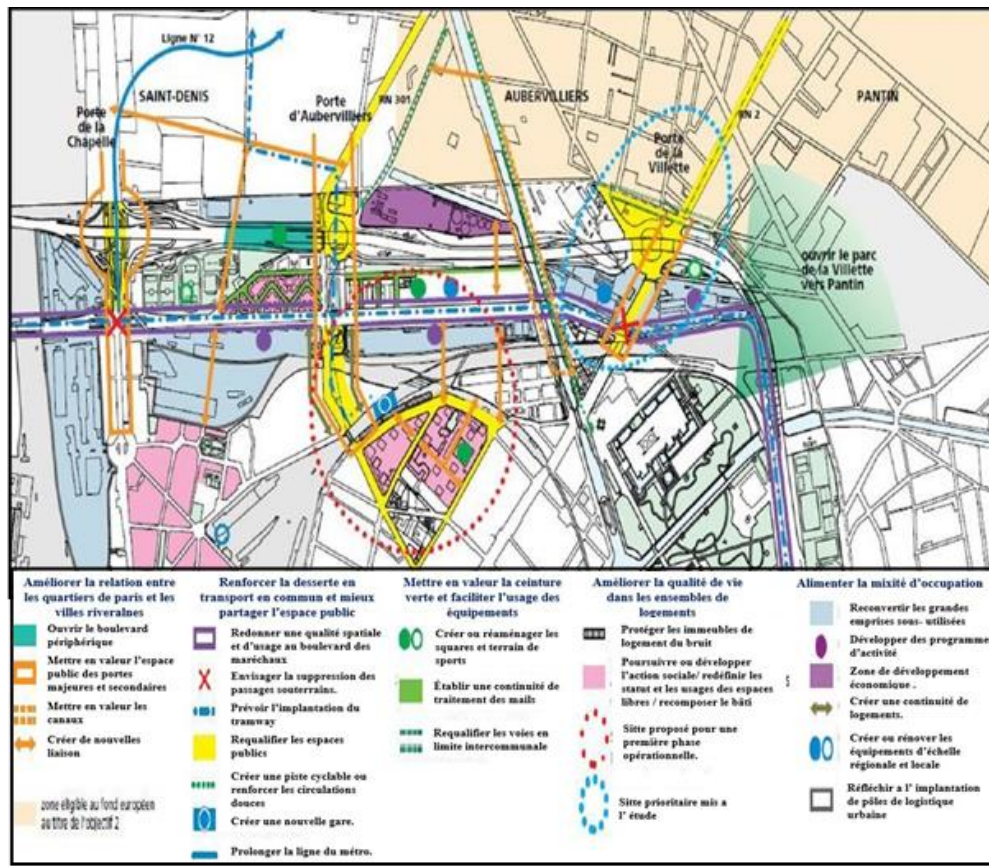 Ligne N° 12
SAINT-DENIS
Porte
de la
Chapelle
Porte
d'Aubervilliers
RN 301
AUBERVILLIERS
PANTIN
RN 2
Porte
de la
Villette
ouvrir le parc
de la Villette
vers Pantin
Améliorer la relation entre
les quartiers de paris et les
villes riveralnes
Ouvrir le boulevard
périphérique
Mettre en valeur l'espace
public des portes
majeures et secondaires
Mettre en valeur les
canaux
Créer de nouvelles
liaison
zone éligible au fond européen
au titre de l'objectif 2
Renforcer la desserte en
transport en commun et mieux
partager l'espace public
Redonner une qualité spatiale
et d'usage au boulevard des
maréchaux
Envisager la suppression des
passages souterrains.
Prévoir l'implantation du
tramway
Requalifier les espaces
publics
Créer une piste cyclable ou
renforcer les circulations
douces
Créer une nouvelle gare.
Prolonger la ligne du métro.
Mettre en valeur la ceinture
verte et faciliter l'usage des
équipements
Créer ou réaménager les
squares et terrain de
sports
Établir une continuité de
traitement des mails
Requalifier les voies en
limite intercommunale
Améliorer la qualité de vie
dans les ensembles de
logements
Protéger les immeubles de
logement du bruit
Poursuivre ou développer
l'action sociale/ redéfinir les
statut et les usages des espaces
libres / recomposer le bâti
Sitte proposé pour une
première phase
opérationnelle.
Sitte prioritaire mis a
l' étude
Alimenter la mixité d'occupation
Reconvertir les grandes
emprises sous- utilisées
Développer des programme
d'activité
s
Zone de développement
économique .
Créer une continuité de
logements.
Créer ou rénover les
équipements d'échelle
régionale et locale
Réfléchir a l' implantation
de pôles de logistique
urbaine